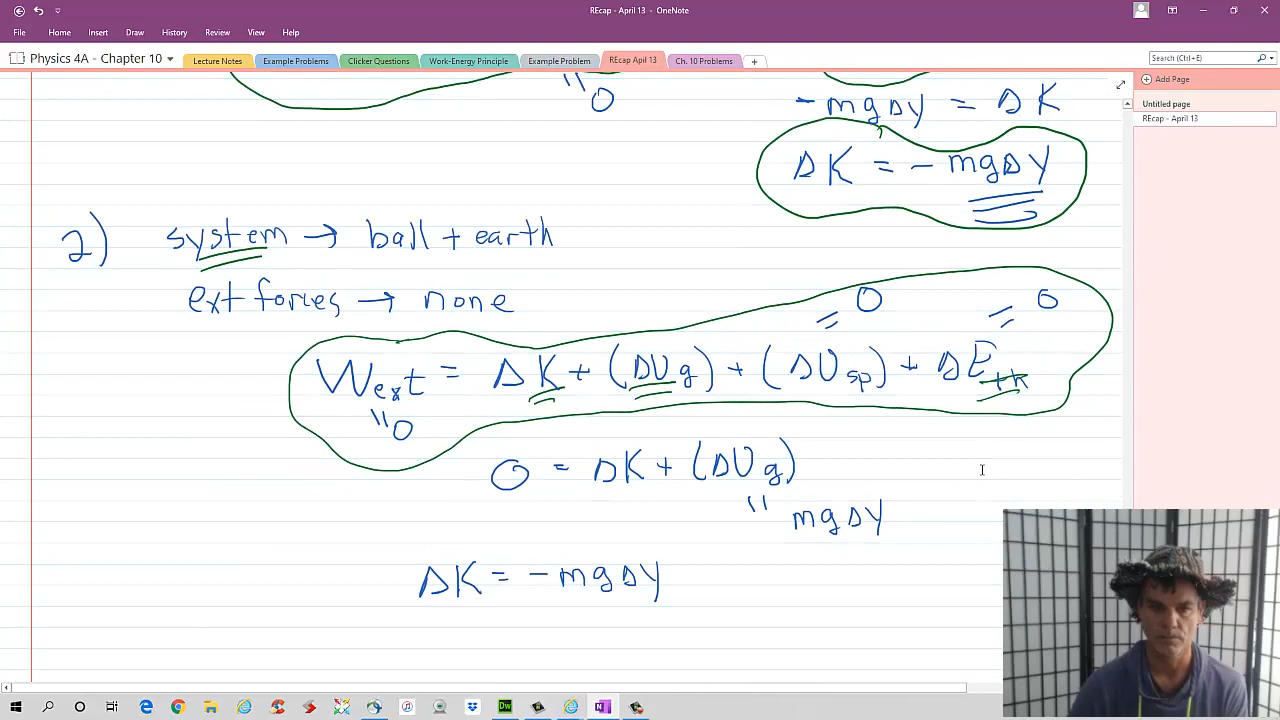 REcap - April 13 - OneNote
File Home Insert Draw History Review View Help
Physics 4A - Chapter 10 Lecture Notes Example Problems Clicker Questions Work-Energy Principle Example Problem REcap Apil 13 Ch. 10 Problems + Search (Ctrl+E)
Add Page
Untitled page
REcap - April 13
" 0
- mgΔy = ΔK
ΔK = - mgΔy
2) system → ball + earth
ext forces → none
= 0 = 0
Wext = ΔK + (ΔUg) + (ΔUsp) + ΔEth
" 0
0 = ΔK + (ΔUg)
" mgΔy
ΔK = - mgΔy
Dw